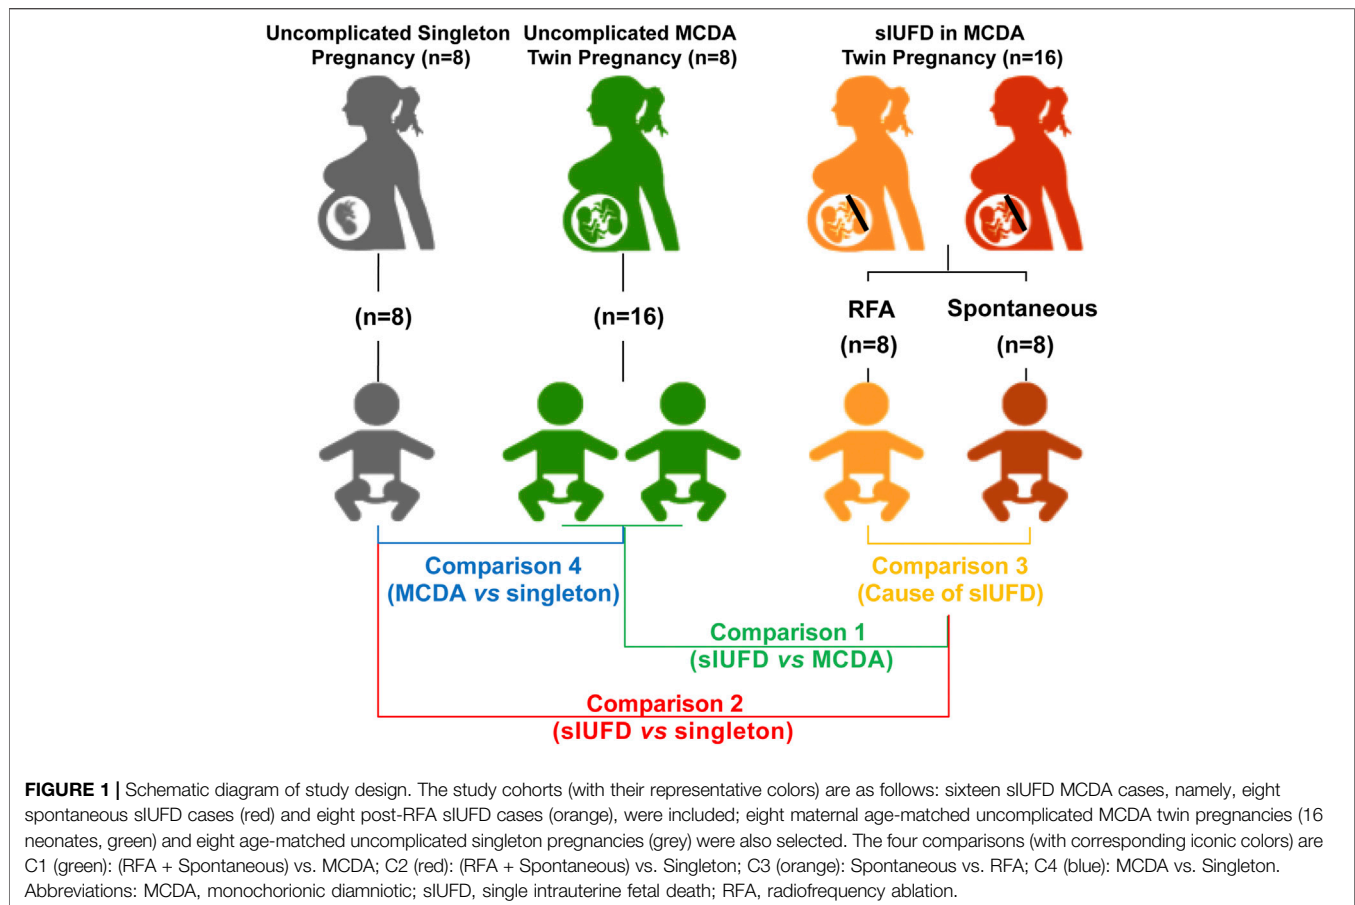 Uncomplicated Singleton
Pregnancy (n=8)
Uncomplicated MCDA
Twin Pregnancy (n=8)
sIUFD in MCDA
Twin Pregnancy (n=16)
(n=8)
(n=16)
RFA
(n=8)
Spontaneous
(n=8)
Comparison 4
(MCDA vs singleton)
Comparison 3
(Cause of sIUFD)
Comparison 1
(sIUFD vs MCDA)
Comparison 2
(sIUFD vs singleton)
FIGURE 1 | Schematic diagram of study design. The study cohorts (with their representative colors) are as follows: sixteen sIUFD MCDA cases, namely, eight
spontaneous sIUFD cases (red) and eight post-RFA sIUFD cases (orange), were included; eight maternal age-matched uncomplicated MCDA twin pregnancies (16
neonates, green) and eight age-matched uncomplicated singleton pregnancies (grey) were also selected. The four comparisons (with corresponding iconic colors) are
C1 (green): (RFA + Spontaneous) vs. MCDA; C2 (red): (RFA + Spontaneous) vs. Singleton; C3 (orange): Spontaneous vs. RFA; C4 (blue): MCDA vs. Singleton.
Abbreviations: MCDA, monochorionic diamniotic; sIUFD, single intrauterine fetal death; RFA, radiofrequency ablation.